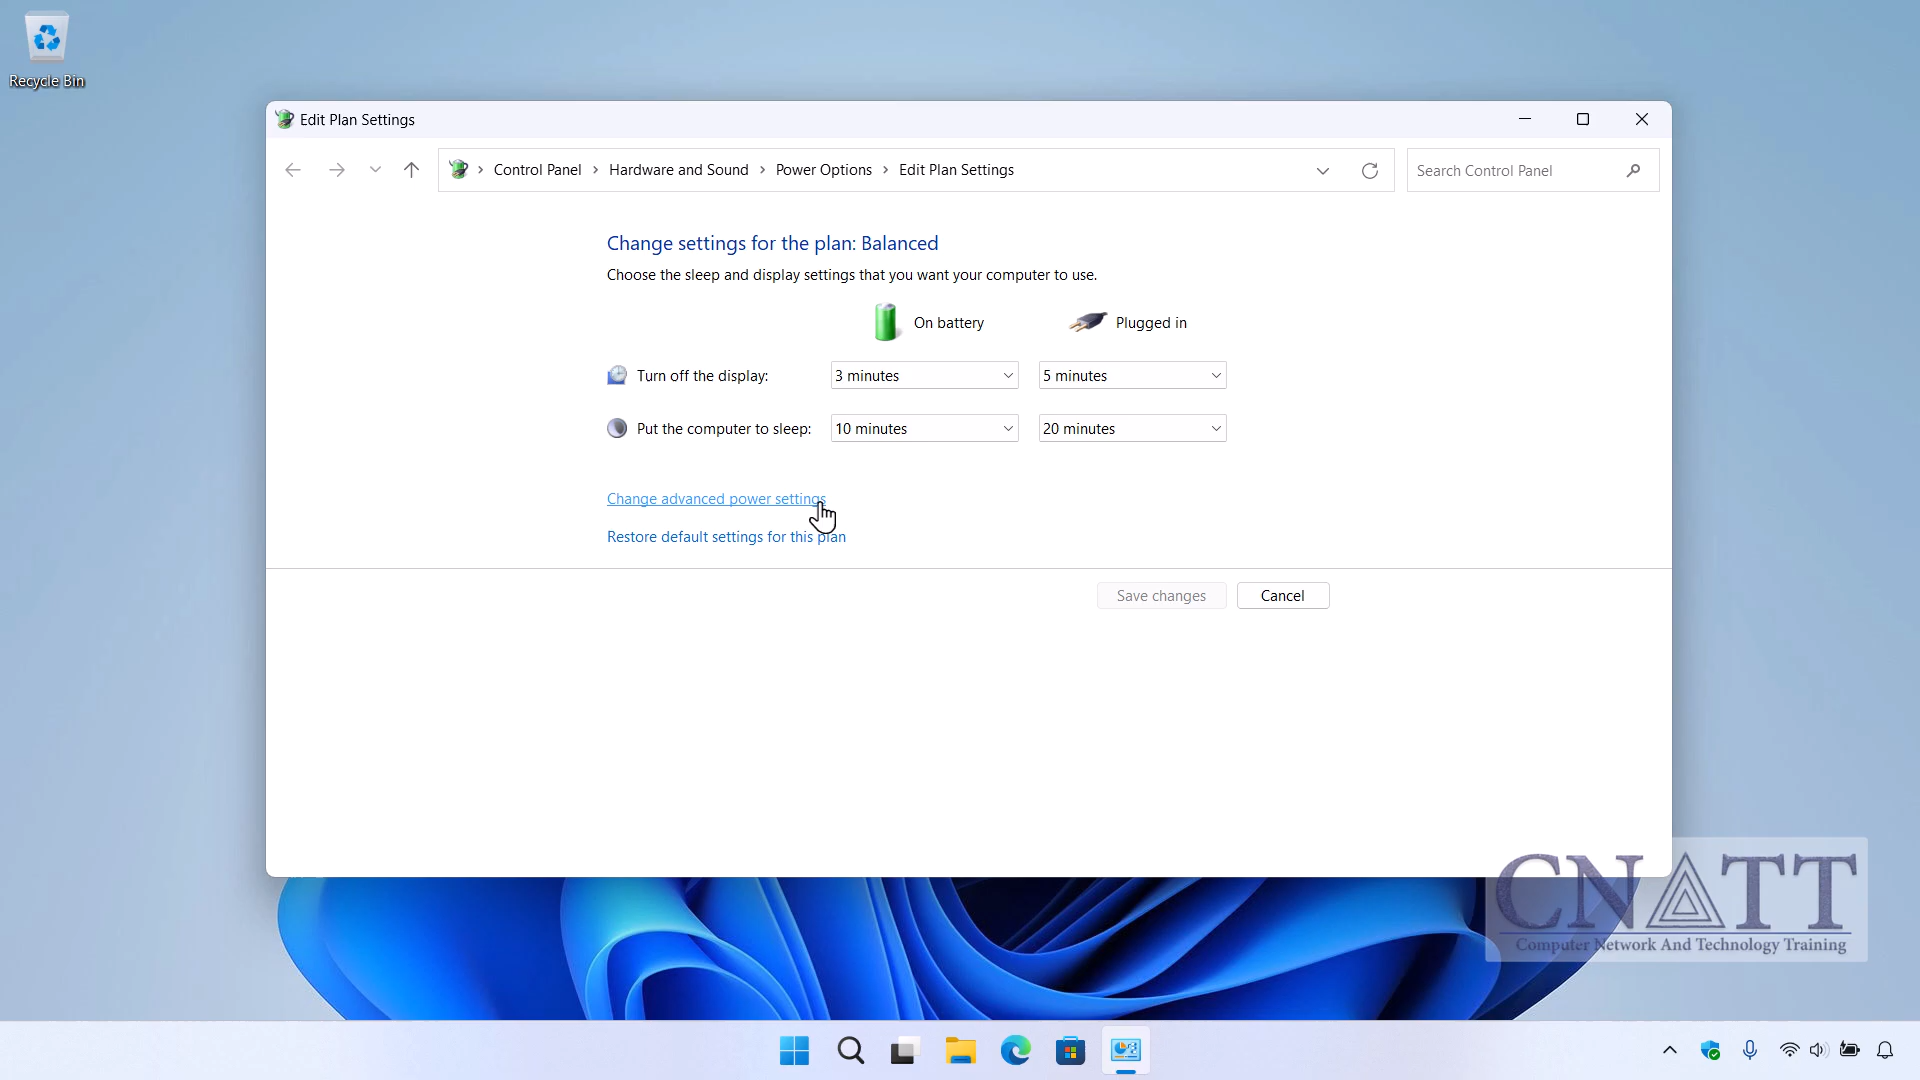 Recycle Bin
Edit Plan Settings
Control Panel > Hardware and Sound > Power Options > Edit Plan Settings
Search Control Panel
Change settings for the plan: Balanced
Choose the sleep and display settings that you want your computer to use.
On battery
Plugged in
Turn off the display: 3 minutes 5 minutes
Put the computer to sleep: 10 minutes 20 minutes
Change advanced power settings
Restore default settings for this plan
Save changes
Cancel
CNATT
Computer Network And Technology Training